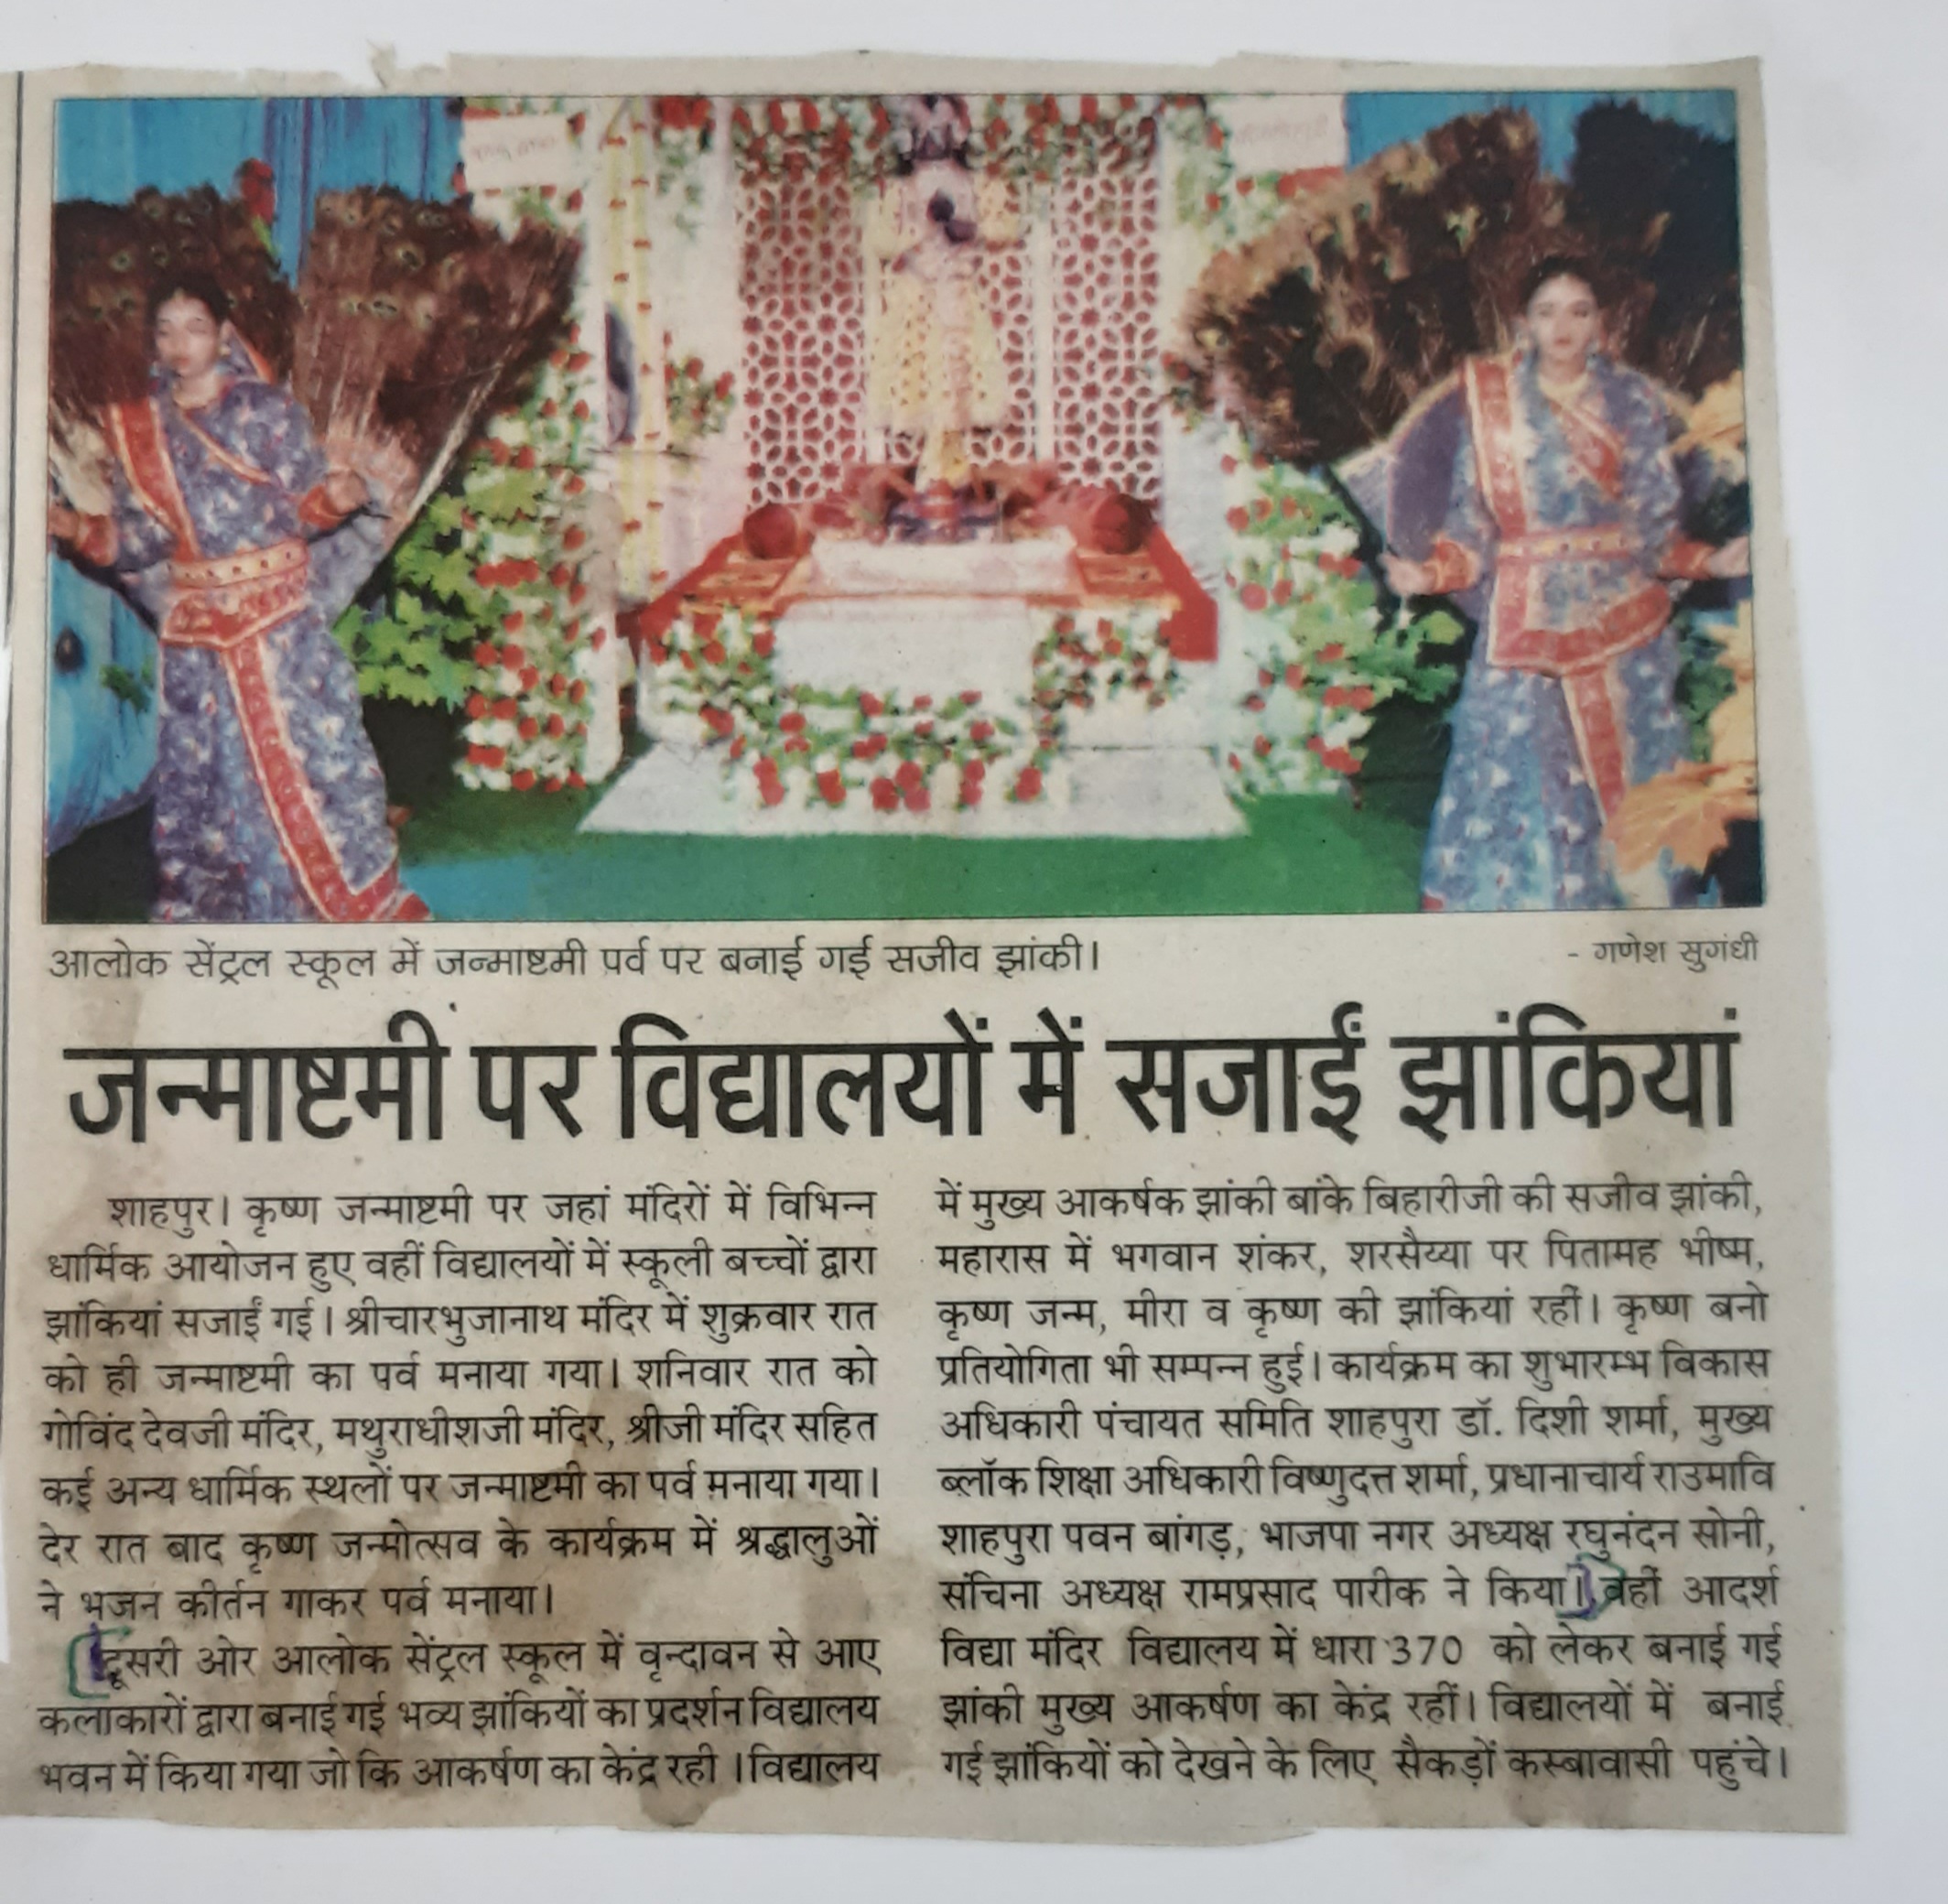 आलोक सेंट्रल स्कूल में जन्माष्टमी पर्व पर बनाई गई सजीव झांकी।
- गणेश सुगंधी
जन्माष्टमी पर विद्यालयों में सजाईं झांकियां
शाहपुर। कृष्ण जन्माष्टमी पर जहां मंदिरों में विभिन्न
धार्मिक आयोजन हुए वहीं विद्यालयों में स्कूली बच्चों द्वारा
झांकियां सजाईं गई। श्रीचारभुजानाथ मंदिर में शुक्रवार रात
को ही जन्माष्टमी का पर्व मनाया गया। शनिवार रात को
गोविंद देवजी मंदिर, मथुराधीशजी मंदिर, श्रीजी मंदिर सहित
कई अन्य धार्मिक स्थलों पर जन्माष्टमी का पर्व मनाया गया।
देर रात बाद कृष्ण जन्मोत्सव के कार्यक्रम में श्रद्धालुओं
ने भजन कीर्तन गाकर पर्व मनाया।
दूसरी ओर आलोक सेंट्रल स्कूल में वृन्दावन से आए
कलाकारों द्वारा बनाई गई भव्य झांकियों का प्रदर्शन विद्यालय
भवन में किया गया जो कि आकर्षण का केंद्र रही । विद्यालय
में मुख्य आकर्षक झांकी बांके बिहारीजी की सजीव झांकी,
महारास में भगवान शंकर, शरसैय्या पर पितामह भीष्म,
कृष्ण जन्म, मीरा व कृष्ण की झांकियां रहीं। कृष्ण बनो
प्रतियोगिता भी सम्पन्न हुई। कार्यक्रम का शुभारम्भ विकास
अधिकारी पंचायत समिति शाहपुरा डॉ. दिशी शर्मा, मुख्य
ब्लॉक शिक्षा अधिकारी विष्णुदत्त शर्मा, प्रधानाचार्य राउमावि
शाहपुरा पवन बांगड़, भाजपा नगर अध्यक्ष रघुनंदन सोनी,
संचिना अध्यक्ष रामप्रसाद पारीक ने किया। वहीं आदर्श
विद्या मंदिर विद्यालय में धारा 370 को लेकर बनाई गई
झांकी मुख्य आकर्षण का केंद्र रहीं। विद्यालयों में बनाई
गई झांकियों को देखने के लिए सैकड़ों कस्बावासी पहुंचे।